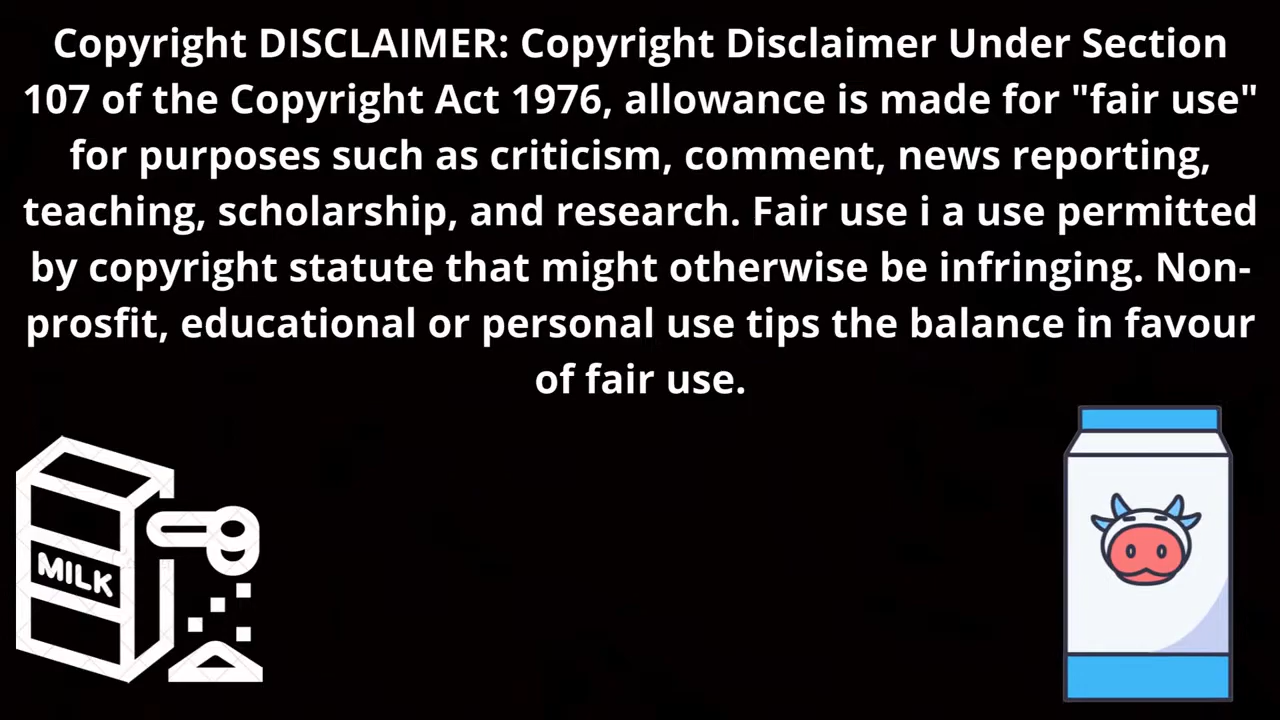 Copyright DISCLAIMER: Copyright Disclaimer Under Section
107 of the Copyright Act 1976, allowance is made for "fair use"
for purposes such as criticism, comment, news reporting,
teaching, scholarship, and research. Fair use i a use permitted
by copyright statute that might otherwise be infringing. Non-
prosfit, educational or personal use tips the balance in favour
of fair use.
MILK